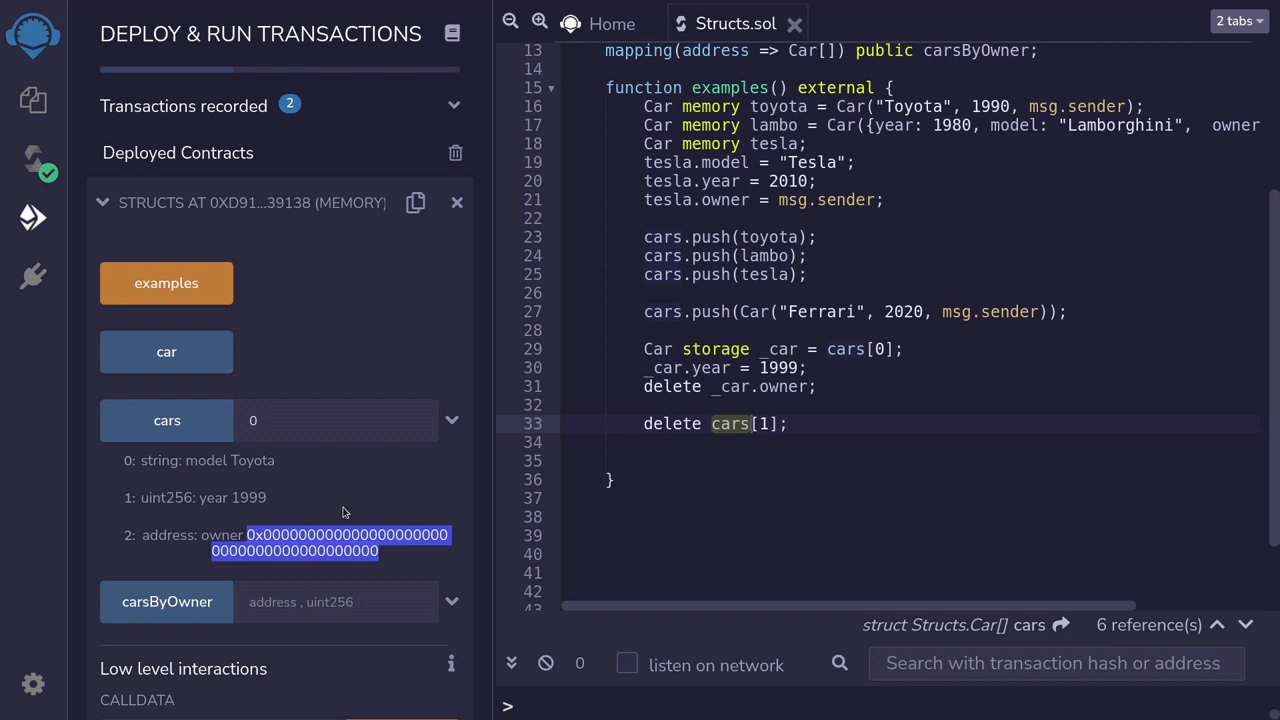 DEPLOY & RUN TRANSACTIONS
Transactions recorded 2
Deployed Contracts
STRUCTS AT 0XD91...39138 (MEMORY)
examples
car
cars 0
0: string: model Toyota
1: uint256: year 1999
2: address: owner 0x00000000000000000000000
00000000000000000
carsByOwner address , uint256
Low level interactions
CALLDATA
Home
Structs.sol
2 tabs
13 mapping(address => Car[]) public carsByOwner;
14
15 function examples() external {
16 Car memory toyota = Car("Toyota", 1990, msg.sender);
17 Car memory lambo = Car({year: 1980, model: "Lamborghini", owner
18 Car memory tesla;
19 tesla.model = "Tesla";
20 tesla.year = 2010;
21 tesla.owner = msg.sender;
22
23 cars.push(toyota);
24 cars.push(lambo);
25 cars.push(tesla);
26
27 cars.push(Car("Ferrari", 2020, msg.sender));
28
29 Car storage _car = cars[0];
30 _car.year = 1999;
31 delete _car.owner;
32
33 delete cars[1];
34
35
36 }
37
38
39
40
41
42
43
struct Structs.Car[] cars 6 reference(s)
0 listen on network Search with transaction hash or address
>